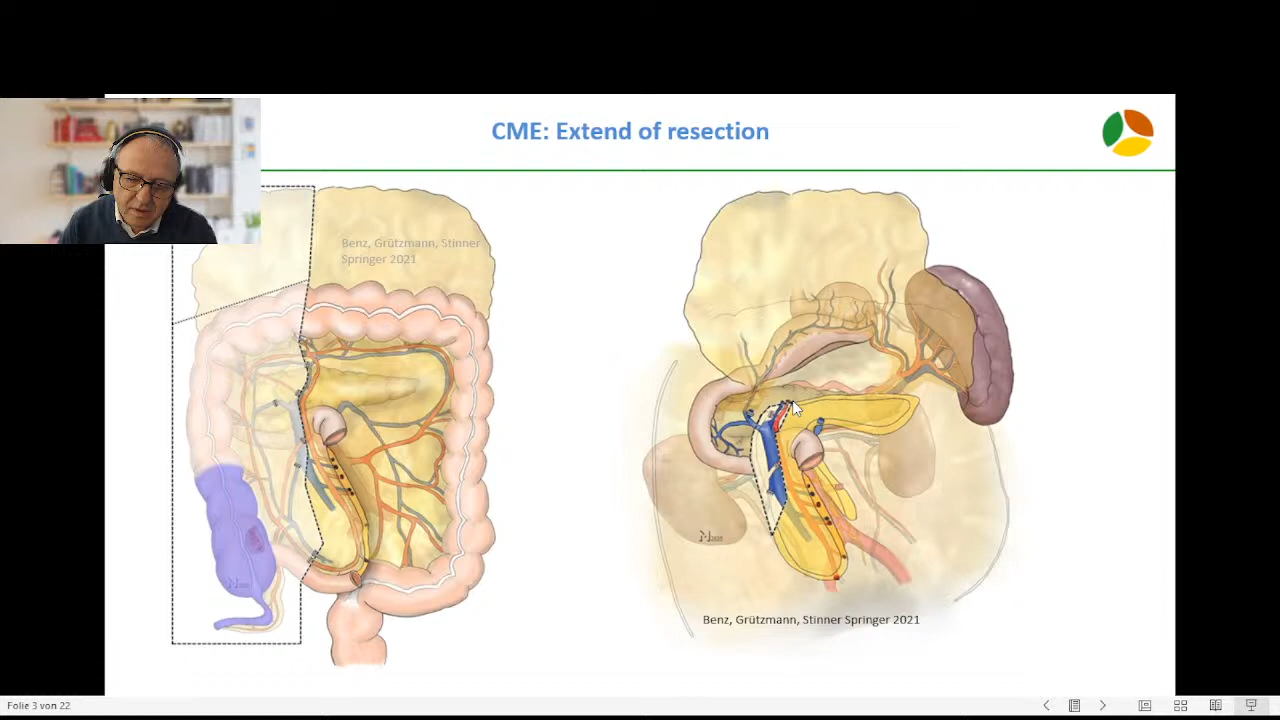 CME: Extend of resection
Benz, Grützmann, Stinner
Springer 2021
Benz, Grützmann, Stinner Springer 2021
Folie 3 von 22